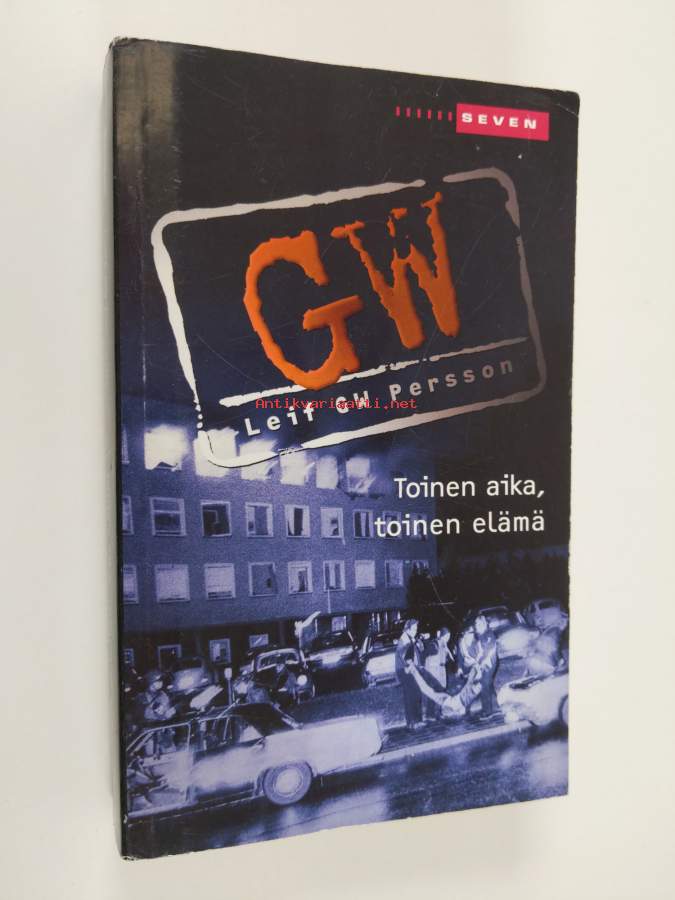 SEVEN
GW
Leif GW Persson
Antikvariaatti.net
Toinen aika,
toinen elämä